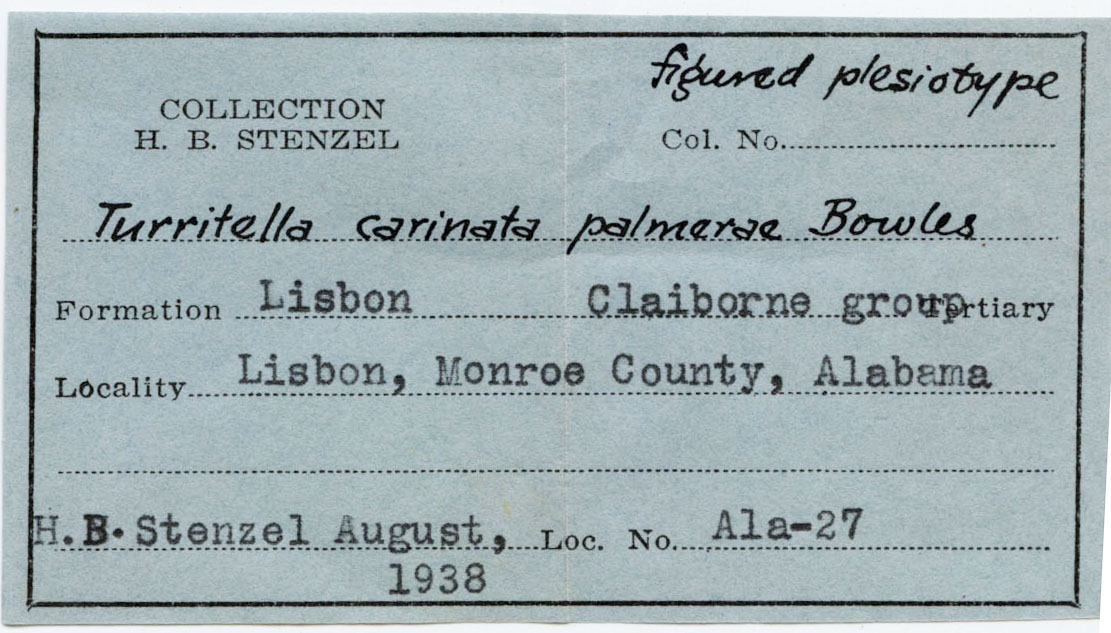 figured plesiotype
COLLECTION
H. B. STENZEL
Col. No.
Turritella carinata palmerae Bowles
Formation Lisbon Claiborne group Tertiary
Locality Lisbon, Monroe County, Alabama
H.B. Stenzel August, Loc. No. Ala-27
1938